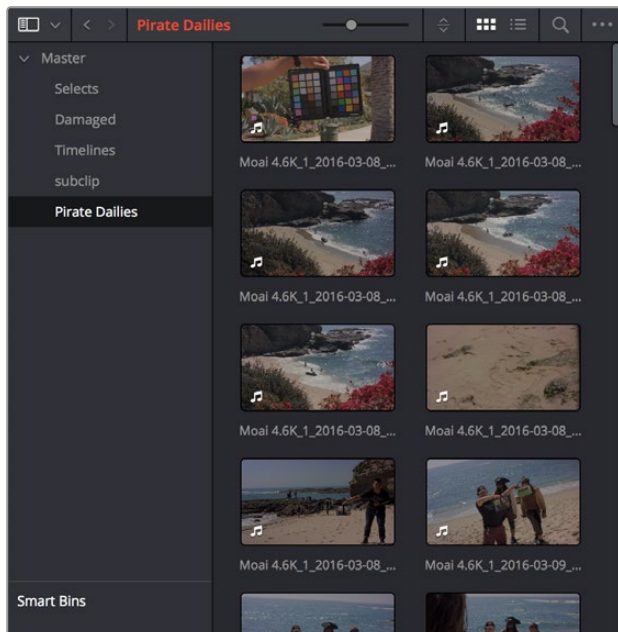 Pirate Dailies
Master
Selects
Damaged
Timelines
subclip
Pirate Dailies
Smart Bins
Moai 4.6K_1_2016-03-08_...
Moai 4.6K_1_2016-03-08_...
Moai 4.6K_1_2016-03-08_...
Moai 4.6K_1_2016-03-08_...
Moai 4.6K_1_2016-03-08_...
Moai 4.6K_1_2016-03-08_...
Moai 4.6K_1_2016-03-08_...
Moai 4.6K_1_2016-03-09_...